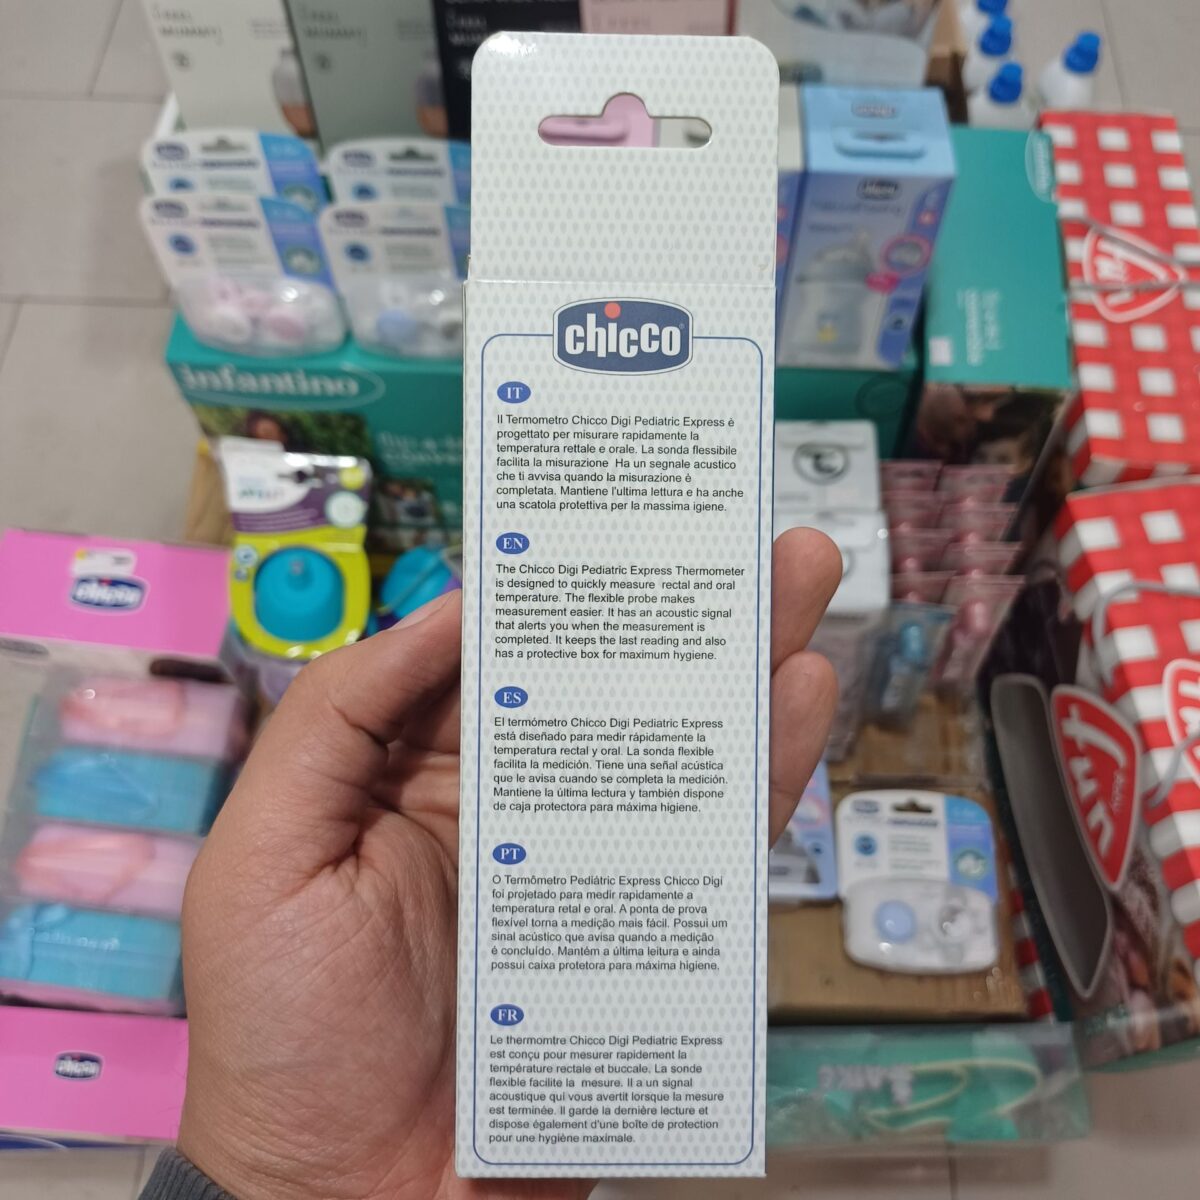 chicco
IT
Il Termometro Chicco Digi Pediatric Express è
progettato per misurare rapidamente la
temperatura rettale e orale. La sonda flessibile
facilita la misurazione Ha un segnale acustico
che ti avvisa quando la misurazione è
completata. Mantiene l'ultima lettura e ha anche
una scatola protettiva per la massima igiene.
EN
The Chicco Digi Pediatric Express Thermometer
is designed to quickly measure rectal and oral
temperature. The flexible probe makes
measurement easier. It has an acoustic signal
that alerts you when the measurement is
completed. It keeps the last reading and also
has a protective box for maximum hygiene.
ES
El termómetro Chicco Digi Pediatric Express
está diseñado para medir rápidamente la
temperatura rectal y oral. La sonda flexible
facilita la medición. Tiene una señal acústica
que le avisa cuando se completa la medición.
Mantiene la última lectura y también dispone
de caja protectora para máxima higiene.
PT
O Termômetro Pediátric Express Chicco Digi
foi projetado para medir rapidamente a
temperatura retal e oral. A ponta de prova
flexível torna a medição mais fácil. Possui um
sinal acústico que avisa quando a medição
é concluído. Mantém a última leitura e ainda
possui caixa protetora para máxima higiene.
FR
Le thermomtre Chicco Digi Pediatric Express
est conçu pour mesurer rapidement la
température rectale et buccale. La sonde
flexible facilite la mesure. Il a un signal
acoustique qui vous avertit lorsque la mesure
est terminée. Il garde la dernière lecture et
dispose également d'une boîte de protection
pour une hygiène maximale.
infantino
chicco
chicco
chicco